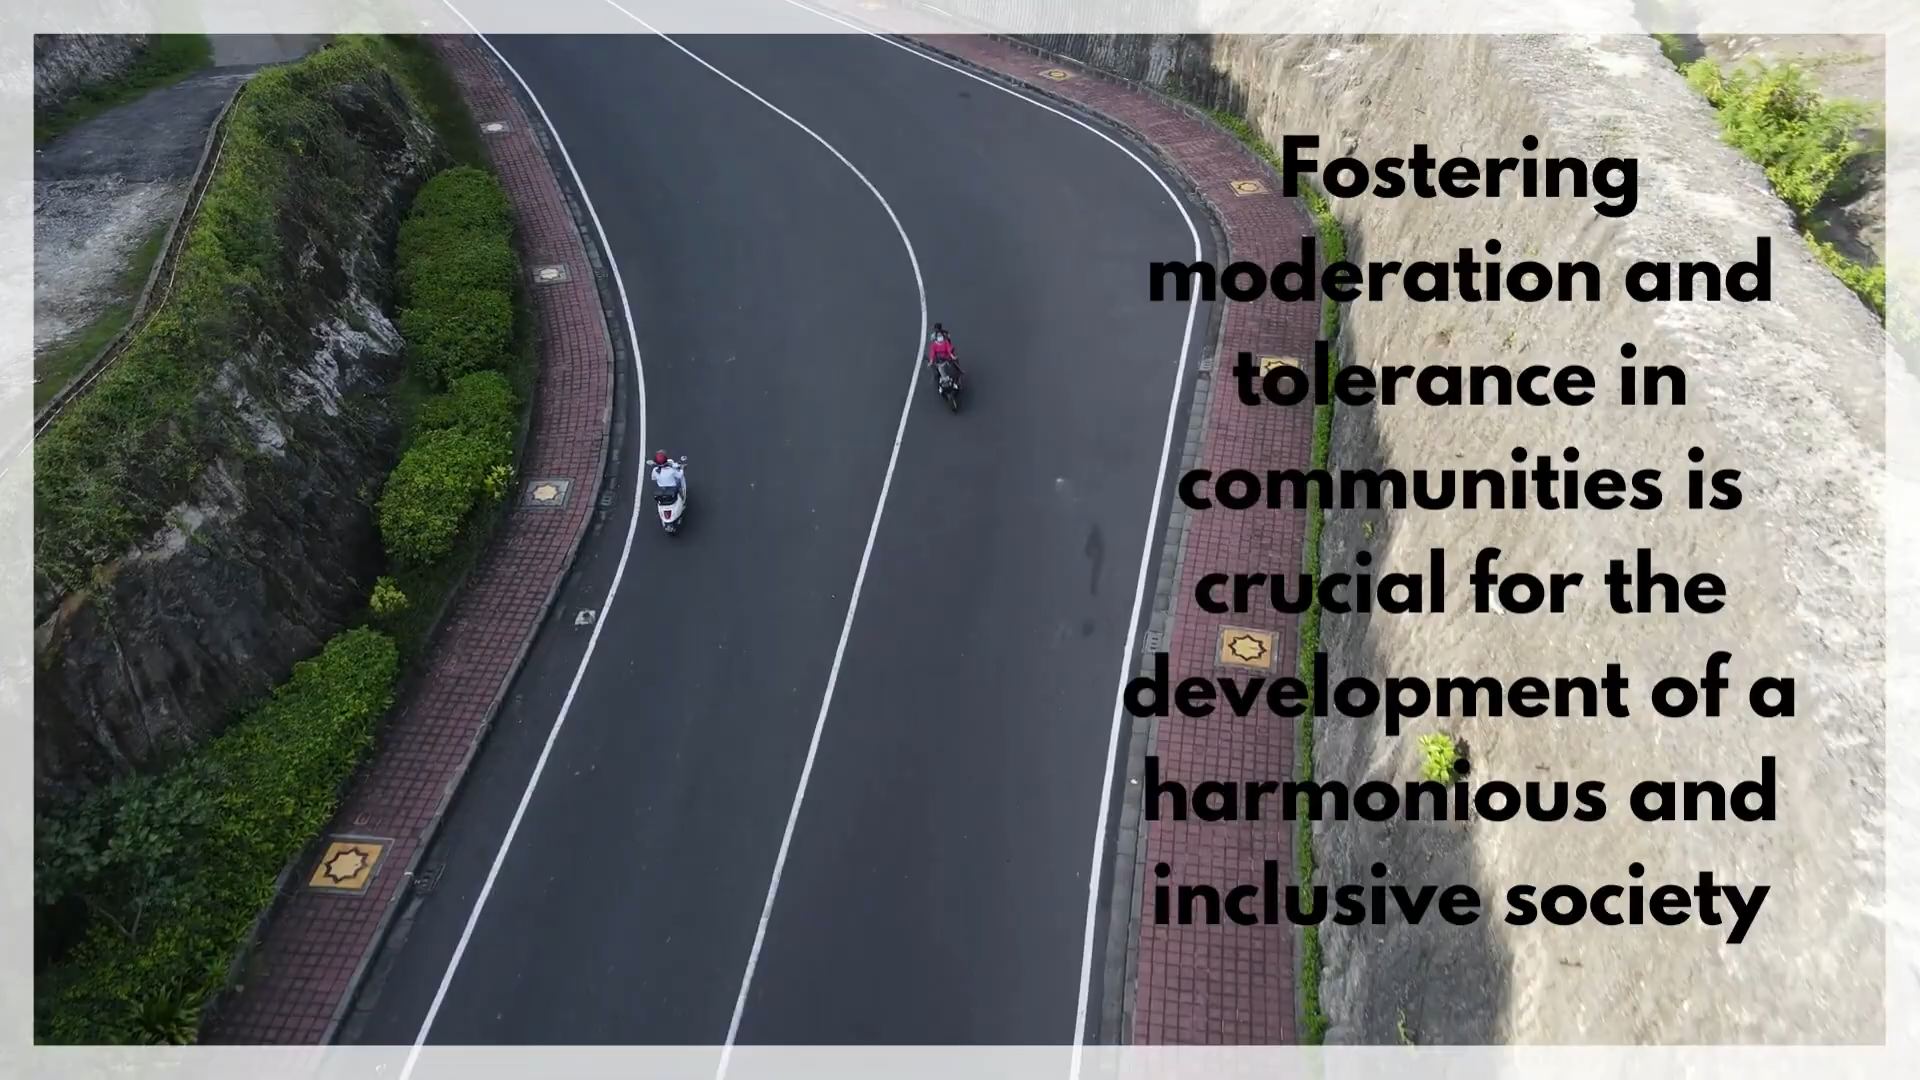 Fostering
moderation and
tolerance in
communities is
crucial for the
development of a
harmonious and
inclusive society